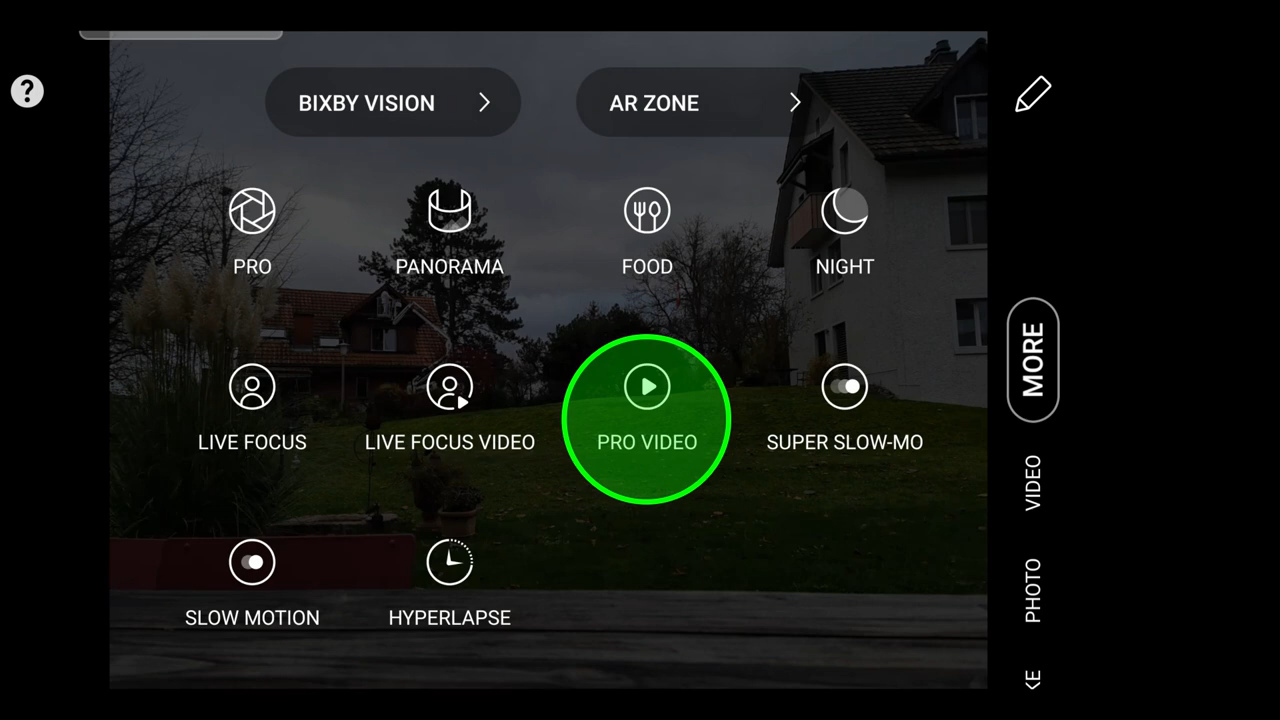 BIXBY VISION
AR ZONE
PRO
PANORAMA
FOOD
NIGHT
LIVE FOCUS
LIVE FOCUS VIDEO
PRO VIDEO
SUPER SLOW-MO
SLOW MOTION
HYPERLAPSE
?
MORE
VIDEO
PHOTO